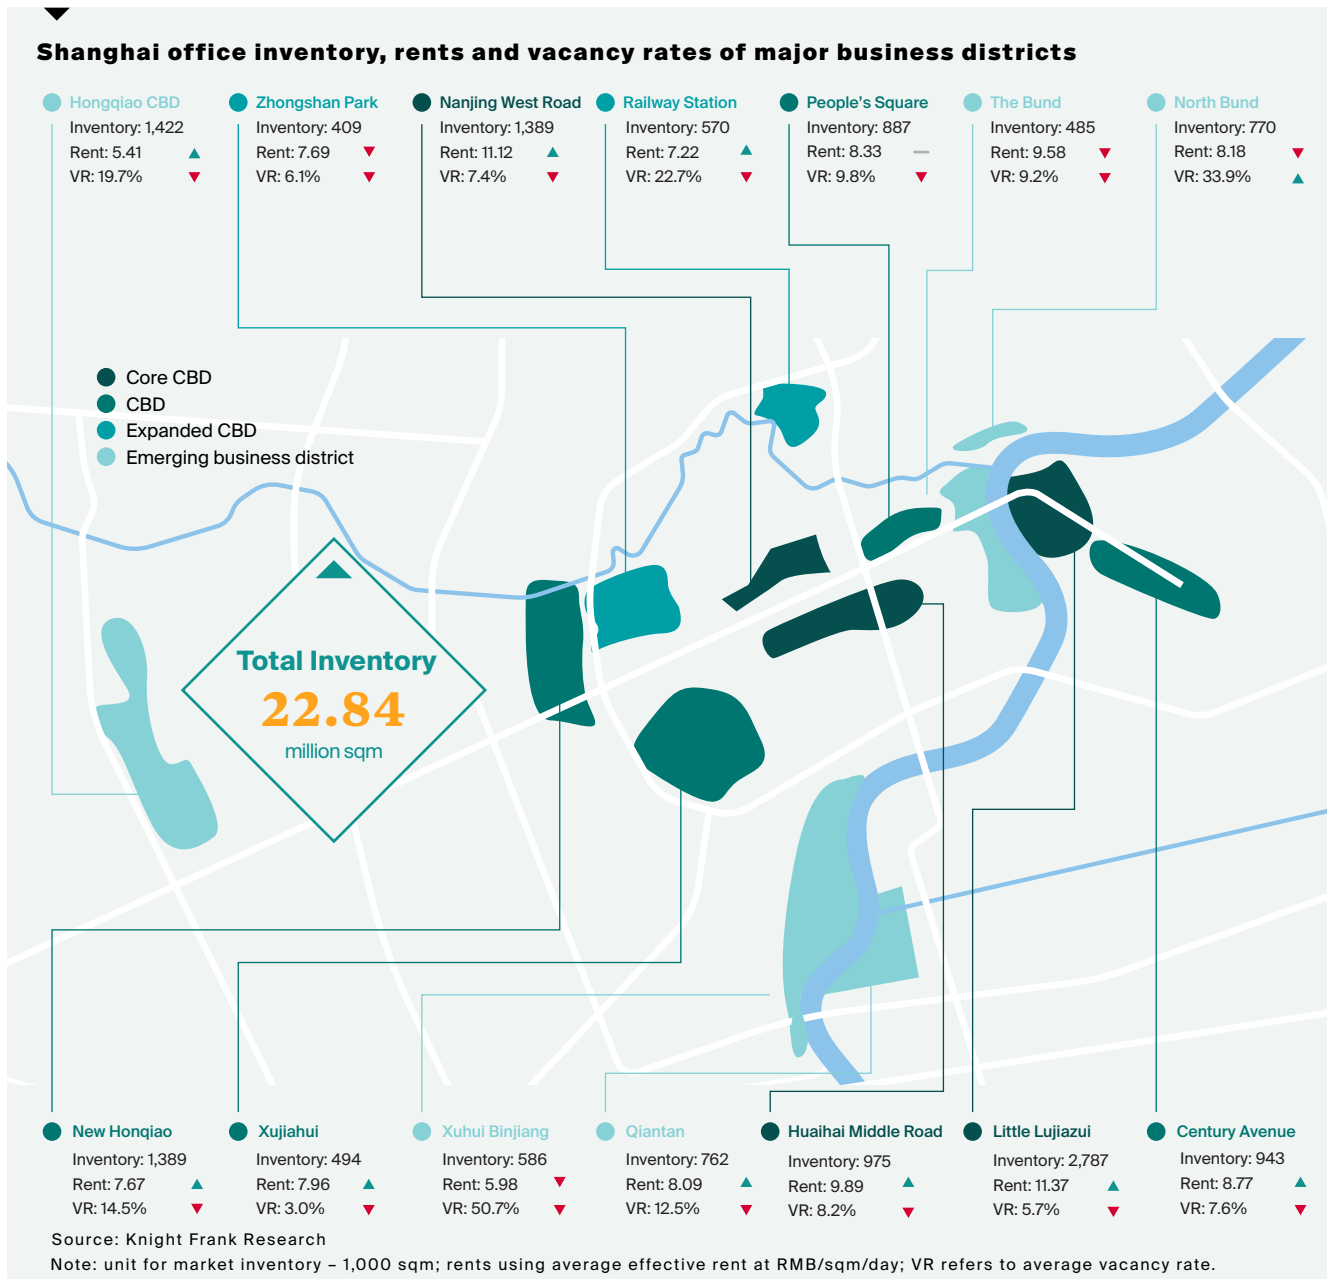 Shanghai office inventory, rents and vacancy rates of major business districts
Hongqiao CBD
Inventory: 1,422
Rent: 5.41
VR: 19.7%
Zhongshan Park
Inventory: 409
Rent: 7.69
VR: 6.1%
Nanjing West Road
Inventory: 1,389
Rent: 11.12
VR: 7.4%
Railway Station
Inventory: 570
Rent: 7.22
VR: 22.7%
People's Square
Inventory: 887
Rent: 8.33
VR: 9.8%
The Bund
Inventory: 485
Rent: 9.58
VR: 9.2%
North Bund
Inventory: 770
Rent: 8.18
VR: 33.9%
Core CBD
CBD
Expanded CBD
Emerging business district
Total Inventory
22.84
million sqm
New Honqiao
Inventory: 1,389
Rent: 7.67
VR: 14.5%
Xujiahui
Inventory: 494
Rent: 7.96
VR: 3.0%
Xuhui Binjiang
Inventory: 586
Rent: 5.98
VR: 50.7%
Qiantan
Inventory: 762
Rent: 8.09
VR: 12.5%
Huaihai Middle Road
Inventory: 975
Rent: 9.89
VR: 8.2%
Little Lujiazui
Inventory: 2,787
Rent: 11.37
VR: 5.7%
Century Avenue
Inventory: 943
Rent: 8.77
VR: 7.6%
Source: Knight Frank Research
Note: unit for market inventory – 1,000 sqm; rents using average effective rent at RMB/sqm/day; VR refers to average vacancy rate.